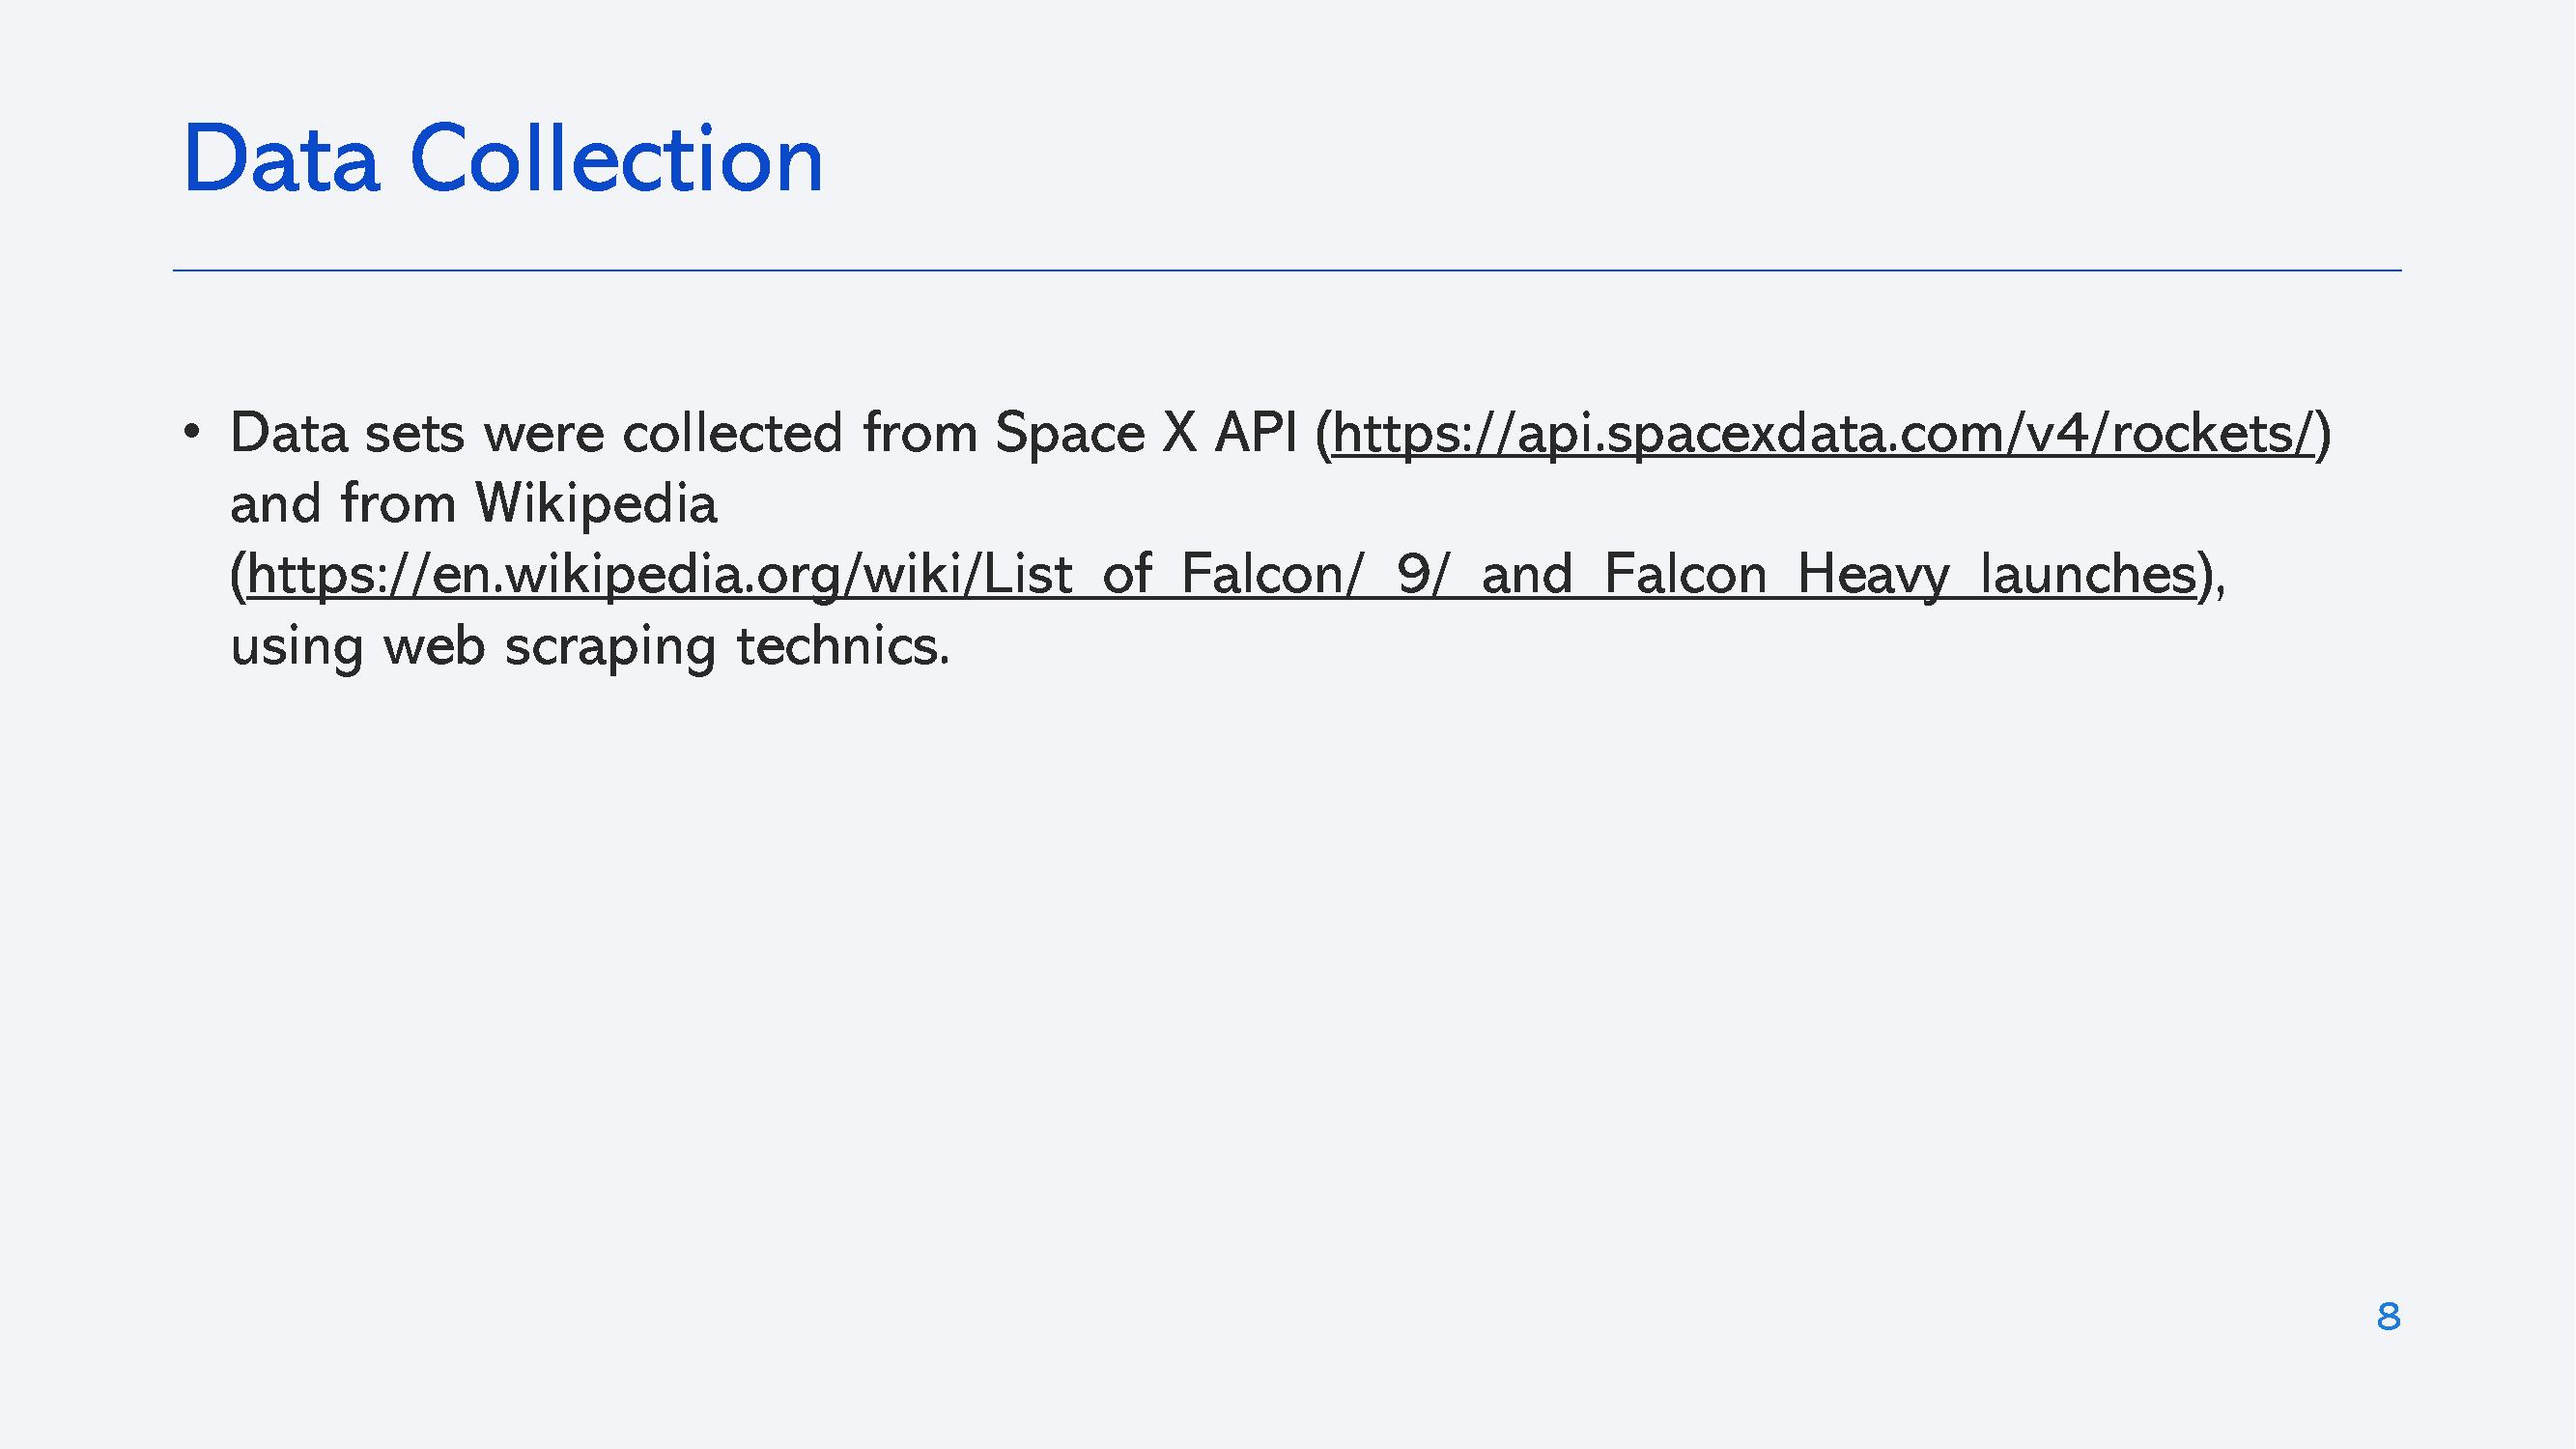 Data Collection
• Data sets were collected from Space X API (https://api.spacexdata.com/v4/rockets/)
and from Wikipedia
(https://en.wikipedia.org/wiki/List_of_Falcon/_9/_and_Falcon_Heavy_launches),
using web scraping technics.
8